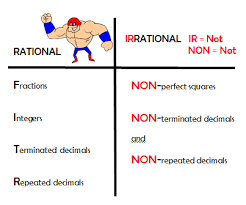 RATIONAL
IRRATIONAL IR = Not
NON = Not
Fractions
Integers
Terminated decimals
Repeated decimals
NON-perfect squares
NON-terminated decimals
and
NON-repeated decimals